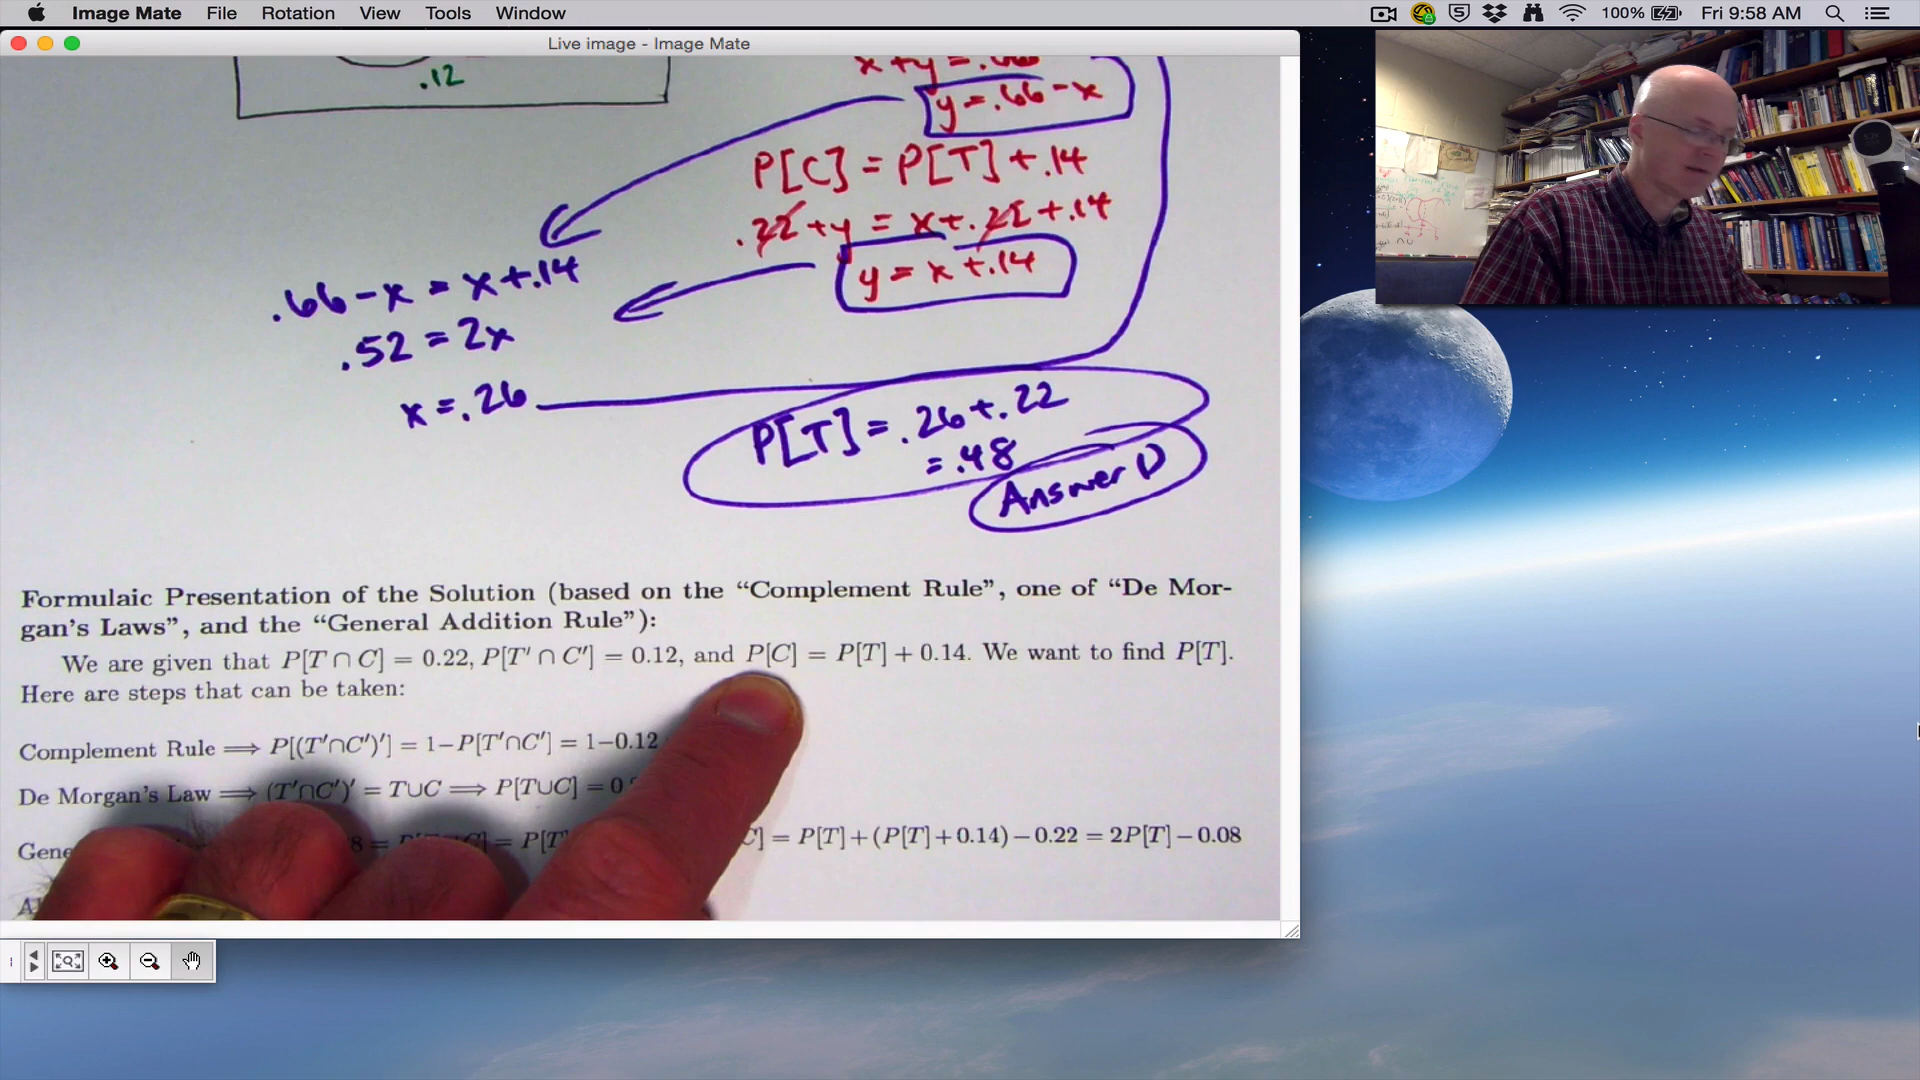 Image Mate File Rotation View Tools Window 100% Fri 9:58 AM
Live image - Image Mate
.12
y = .66 - x
P[C] = P[T] + .14
.22 + y = x + .22 + .14
y = x + .14
.66 - x = x + .14
.52 = 2x
x = .26
P[T] = .26 + .22
= .48
Answer D
Formulaic Presentation of the Solution (based on the “Complement Rule”, one of “De Mor-
gan’s Laws”, and the “General Addition Rule”):
We are given that P[T ∩ C] = 0.22, P[T′ ∩ C′] = 0.12, and P[C] = P[T] + 0.14. We want to find P[T].
Here are steps that can be taken:
Complement Rule ⟹ P[(T′∩C′)′] = 1−P[T′∩C′] = 1−0.12
De Morgan’s Law ⟹ (T′∩C′)′ = T∪C ⟹ P[T∪C] = 0
= P[T] + (P[T] + 0.14) − 0.22 = 2P[T] − 0.08